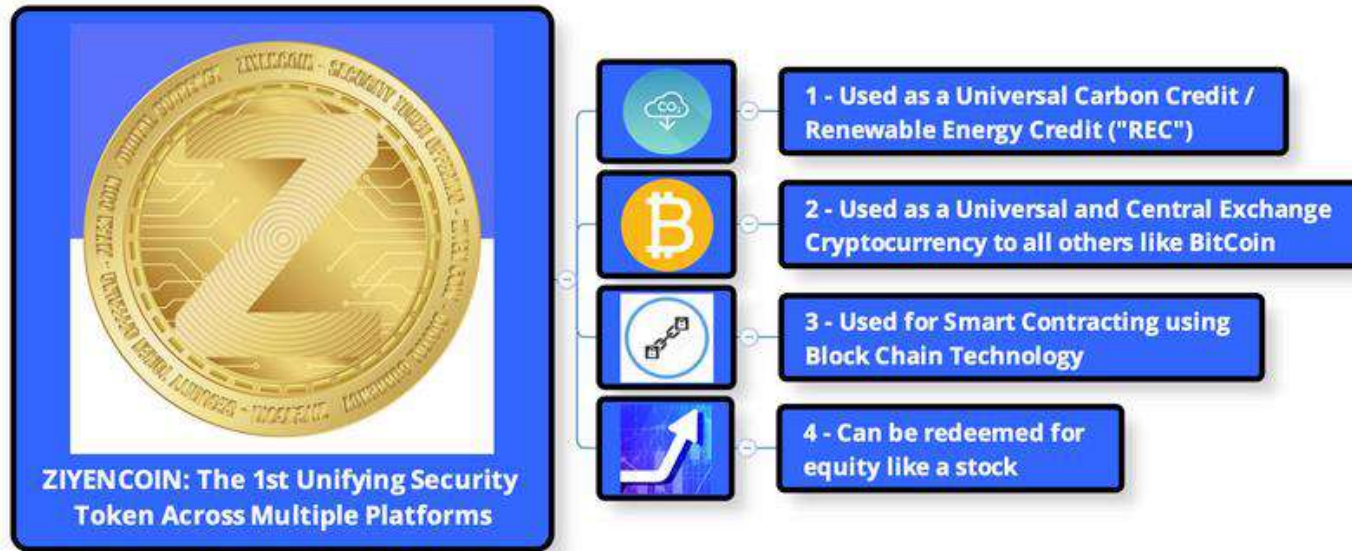 ZIYENCOIN: The 1st Unifying Security
Token Across Multiple Platforms
CO₂
1 - Used as a Universal Carbon Credit /
Renewable Energy Credit ("REC")
2 - Used as a Universal and Central Exchange
Cryptocurrency to all others like BitCoin
3 - Used for Smart Contracting using
Block Chain Technology
4 - Can be redeemed for
equity like a stock